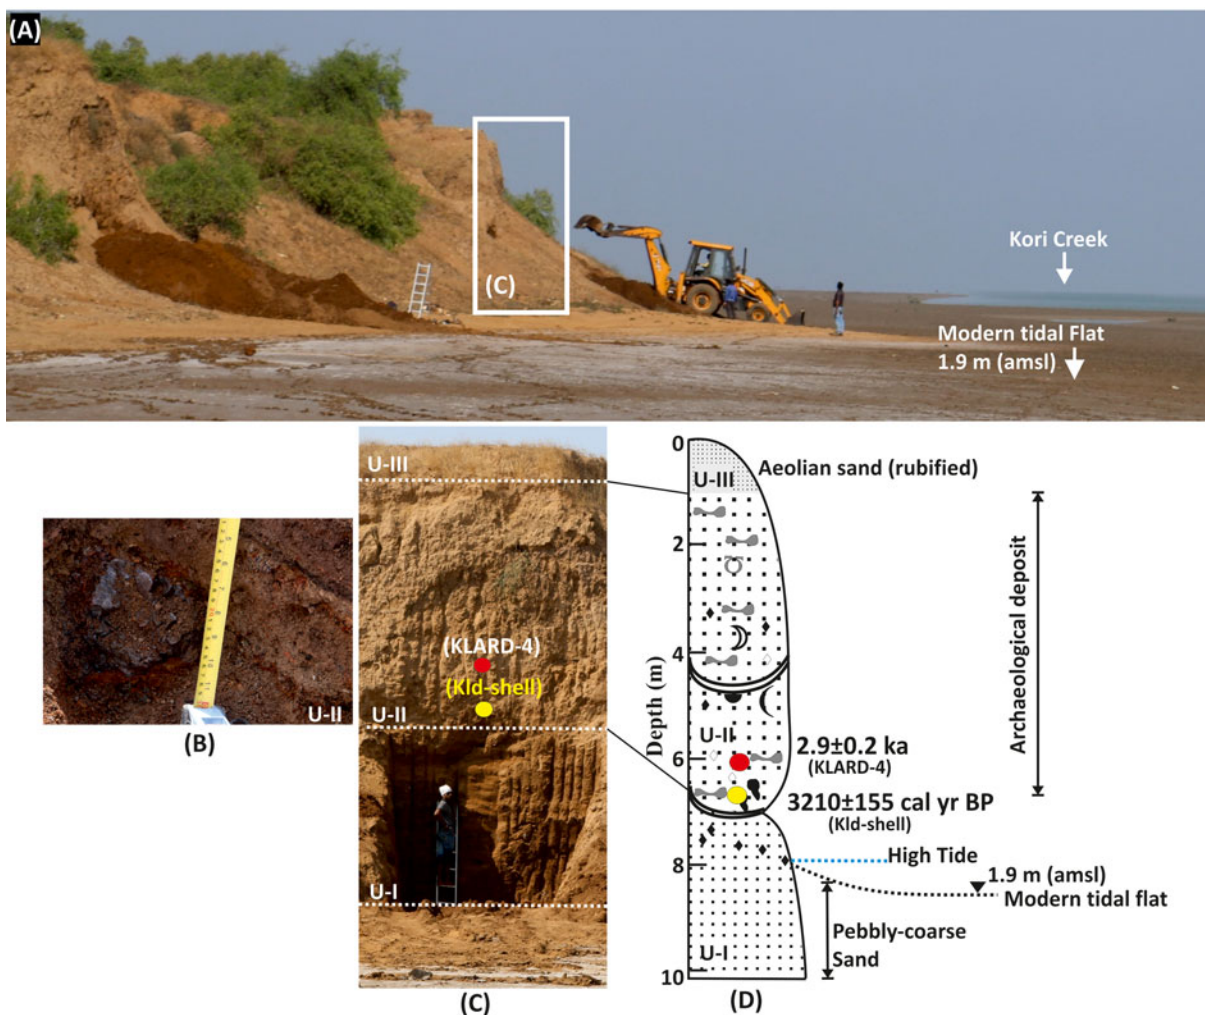 (A)
Kori Creek
Modern tidal Flat
1.9 m (amsl)
(C)
U-II
(B)
U-III
(KLARD-4)
(Kld-shell)
U-II
U-I
(C)
0
2
4
6
8
10
Depth (m)
U-III
Aeolian sand (rubified)
Archaeological deposit
U-II
2.9±0.2 ka
(KLARD-4)
3210±155 cal yr BP
(Kld-shell)
High Tide
1.9 m (amsl)
Modern tidal flat
Pebbly-coarse
Sand
U-I
(D)